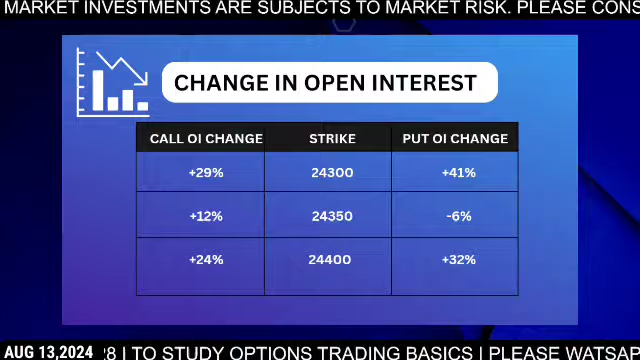 MARKET INVESTMENTS ARE SUBJECTS TO MARKET RISK. PLEASE CONS
CHANGE IN OPEN INTEREST
CALL OI CHANGE STRIKE PUT OI CHANGE
+29% 24300 +41%
+12% 24350 -6%
+24% 24400 +32%
AUG 13,2024 28 | TO STUDY OPTIONS TRADING BASICS | PLEASE WATSAP